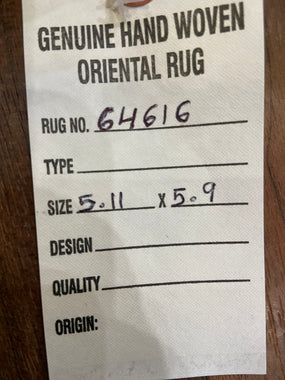 GENUINE HAND WOVEN
ORIENTAL RUG
RUG NO. 64616
TYPE
SIZE 5.11 X 5.9
DESIGN
QUALITY
ORIGIN: